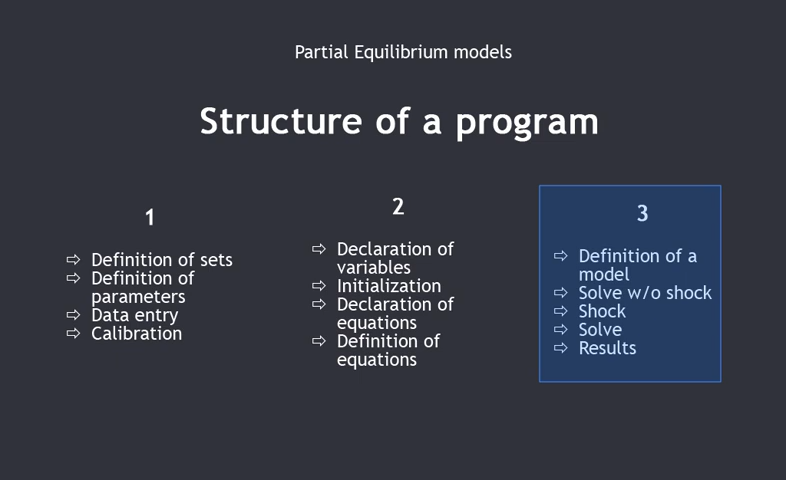 Partial Equilibrium models
Structure of a program
1
⇨ Definition of sets
⇨ Definition of
parameters
⇨ Data entry
⇨ Calibration
2
⇨ Declaration of
variables
⇨ Initialization
⇨ Declaration of
equations
⇨ Definition of
equations
3
⇨ Definition of a
model
⇨ Solve w/o shock
⇨ Shock
⇨ Solve
⇨ Results